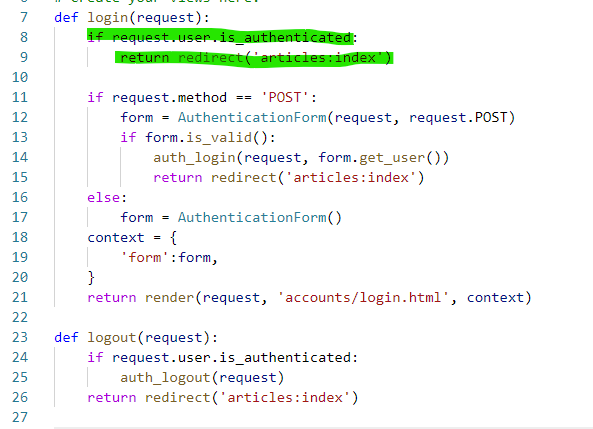 6 # Create your views here.
7 def login(request):
8 if request.user.is_authenticated:
9 return redirect('articles:index')
10
11 if request.method == 'POST':
12 form = AuthenticationForm(request, request.POST)
13 if form.is_valid():
14 auth_login(request, form.get_user())
15 return redirect('articles:index')
16 else:
17 form = AuthenticationForm()
18 context = {
19 'form':form,
20 }
21 return render(request, 'accounts/login.html', context)
22
23 def logout(request):
24 if request.user.is_authenticated:
25 auth_logout(request)
26 return redirect('articles:index')
27